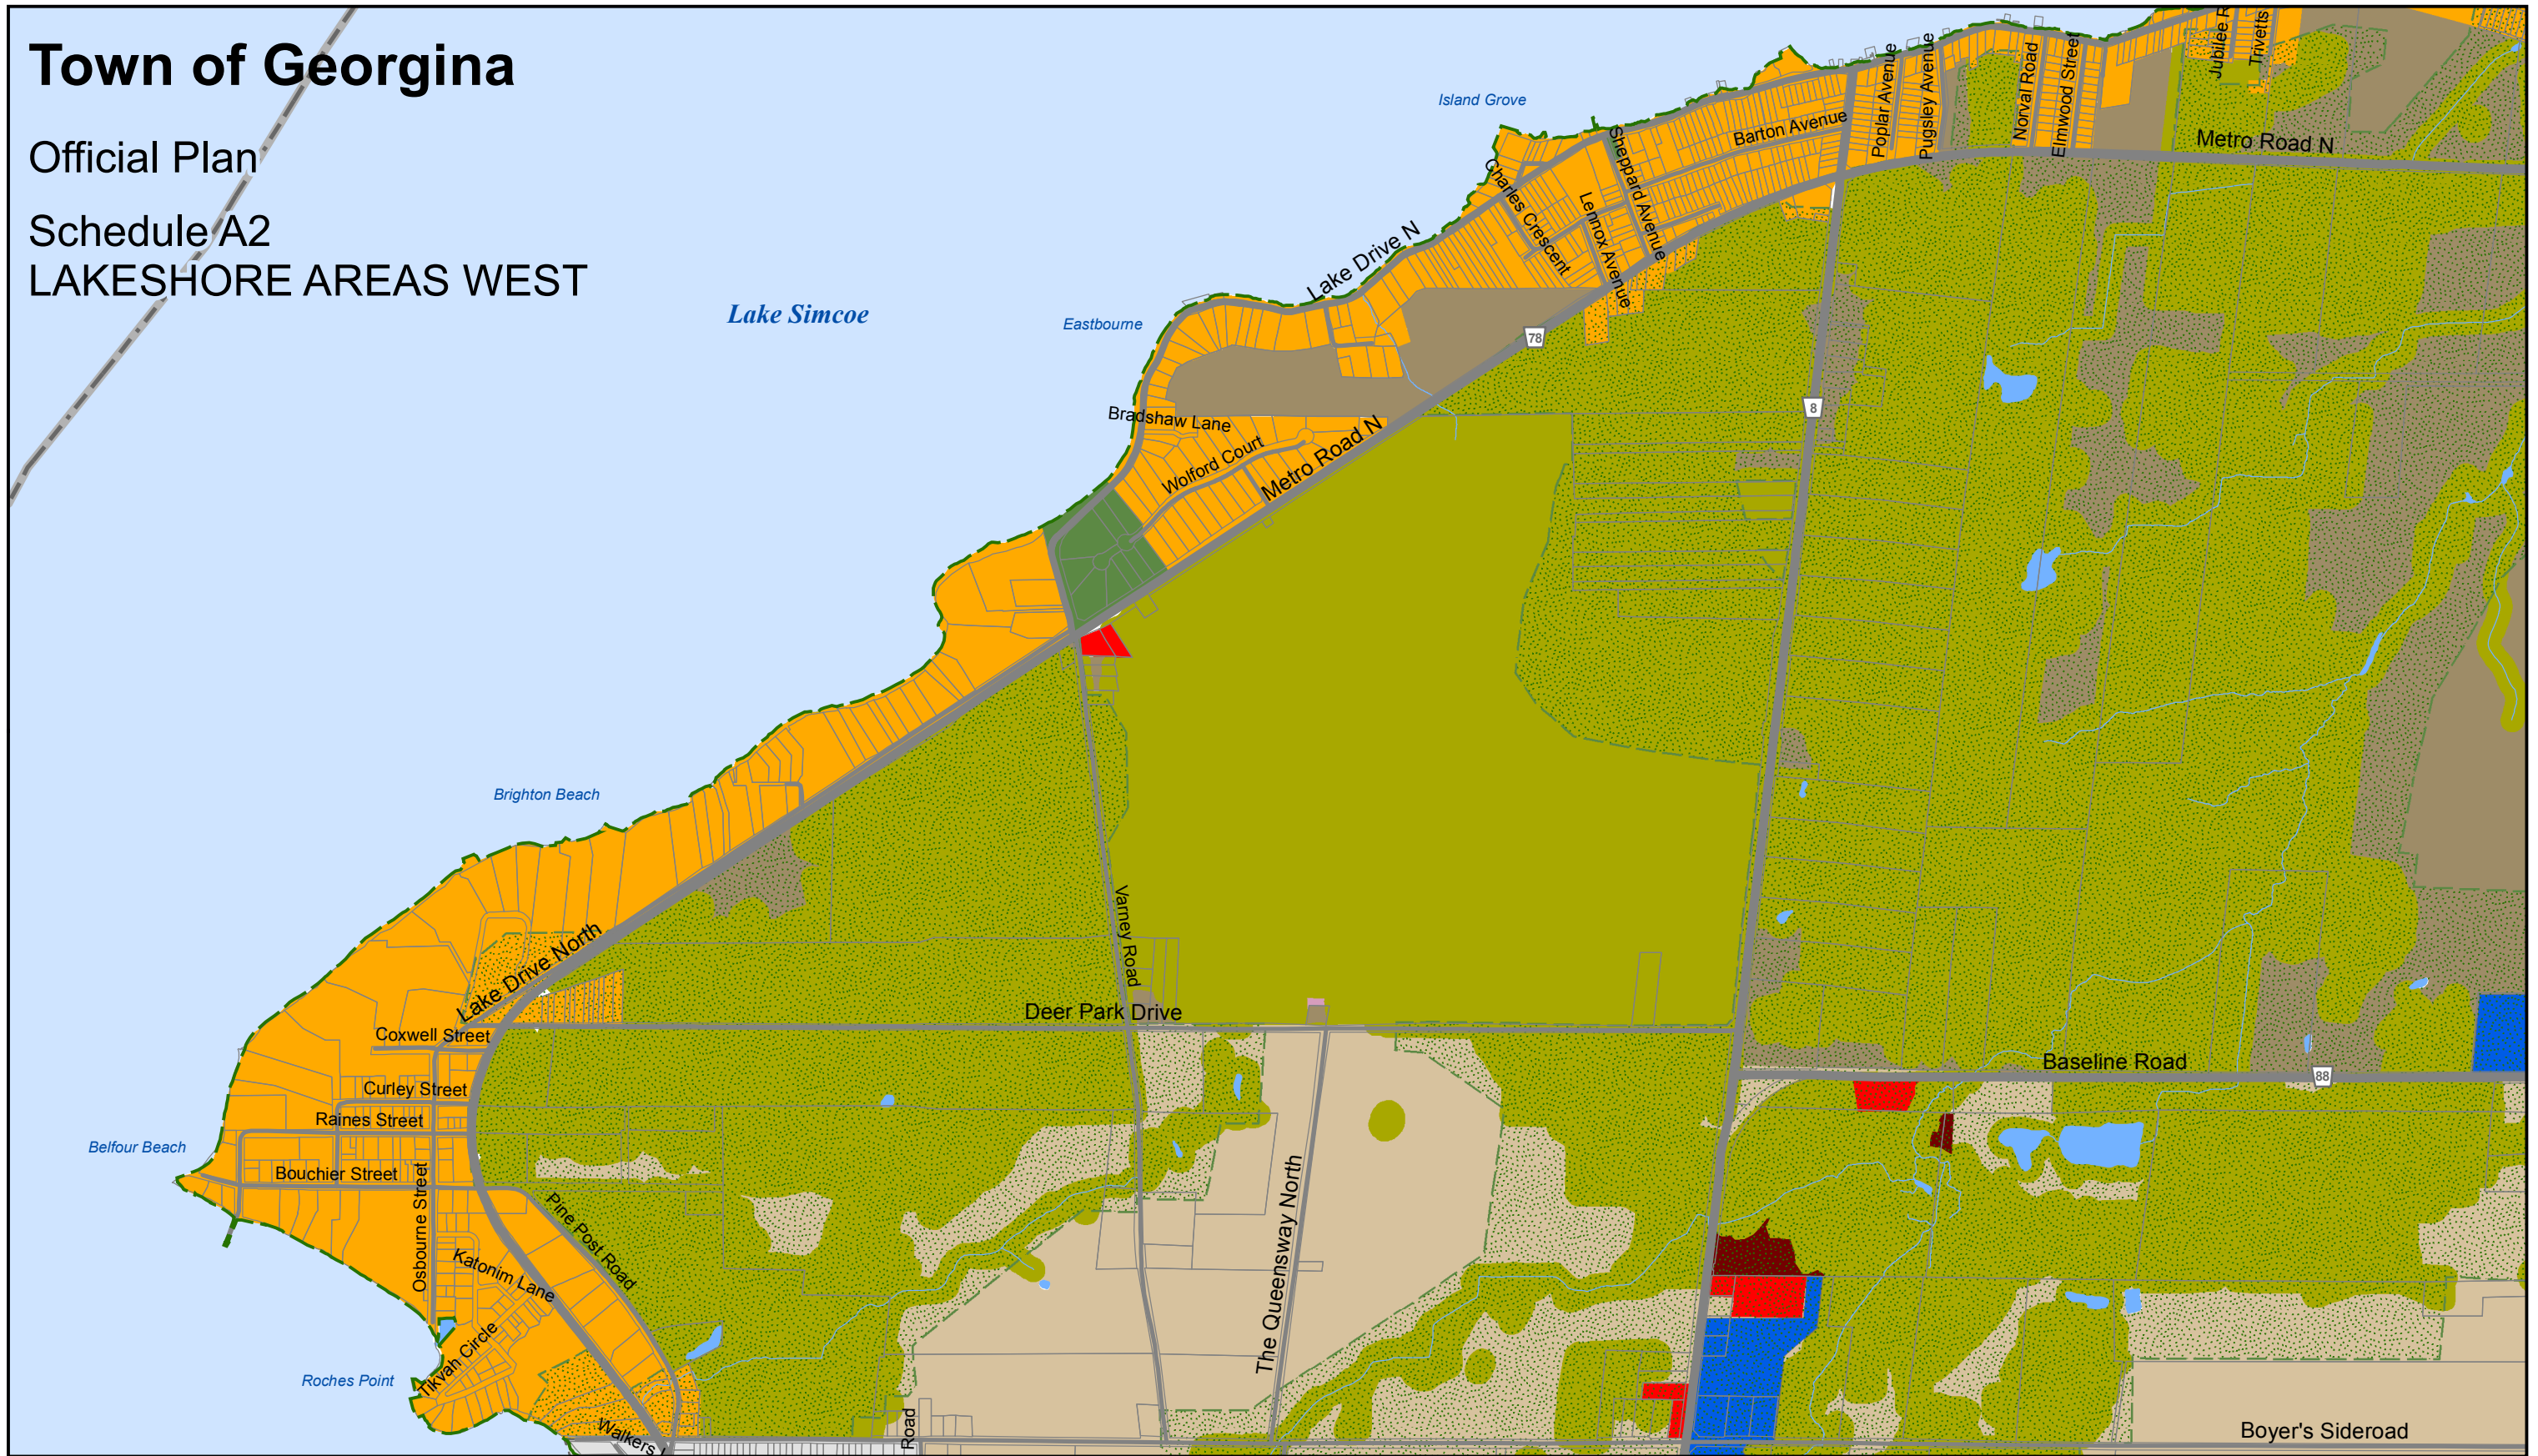 Town of Georgina
Official Plan
Schedule A2
LAKESHORE AREAS WEST
Jubilee R
Trivetts
Island Grove
Poplar Avenue
Pugsley Avenue
Norval Road
Elmwood Street
Barton Avenue
Metro Road N
Sheppard Avenue
Charles Crescent
Lennox Avenue
Lake Drive N
Lake Simcoe
Eastbourne
78
8
Bradshaw Lane
Wolford Court
Metro Road N
Brighton Beach
Varney Road
Lake Drive North
Deer Park Drive
Coxwell Street
Baseline Road
88
Curley Street
Raines Street
Belfour Beach
Bouchier Street
Osbourne Street
Pine Post Road
The Queensway North
Katonim Lane
Tikvah Circle
Roches Point
Walkers
Road
Boyer's Sideroad